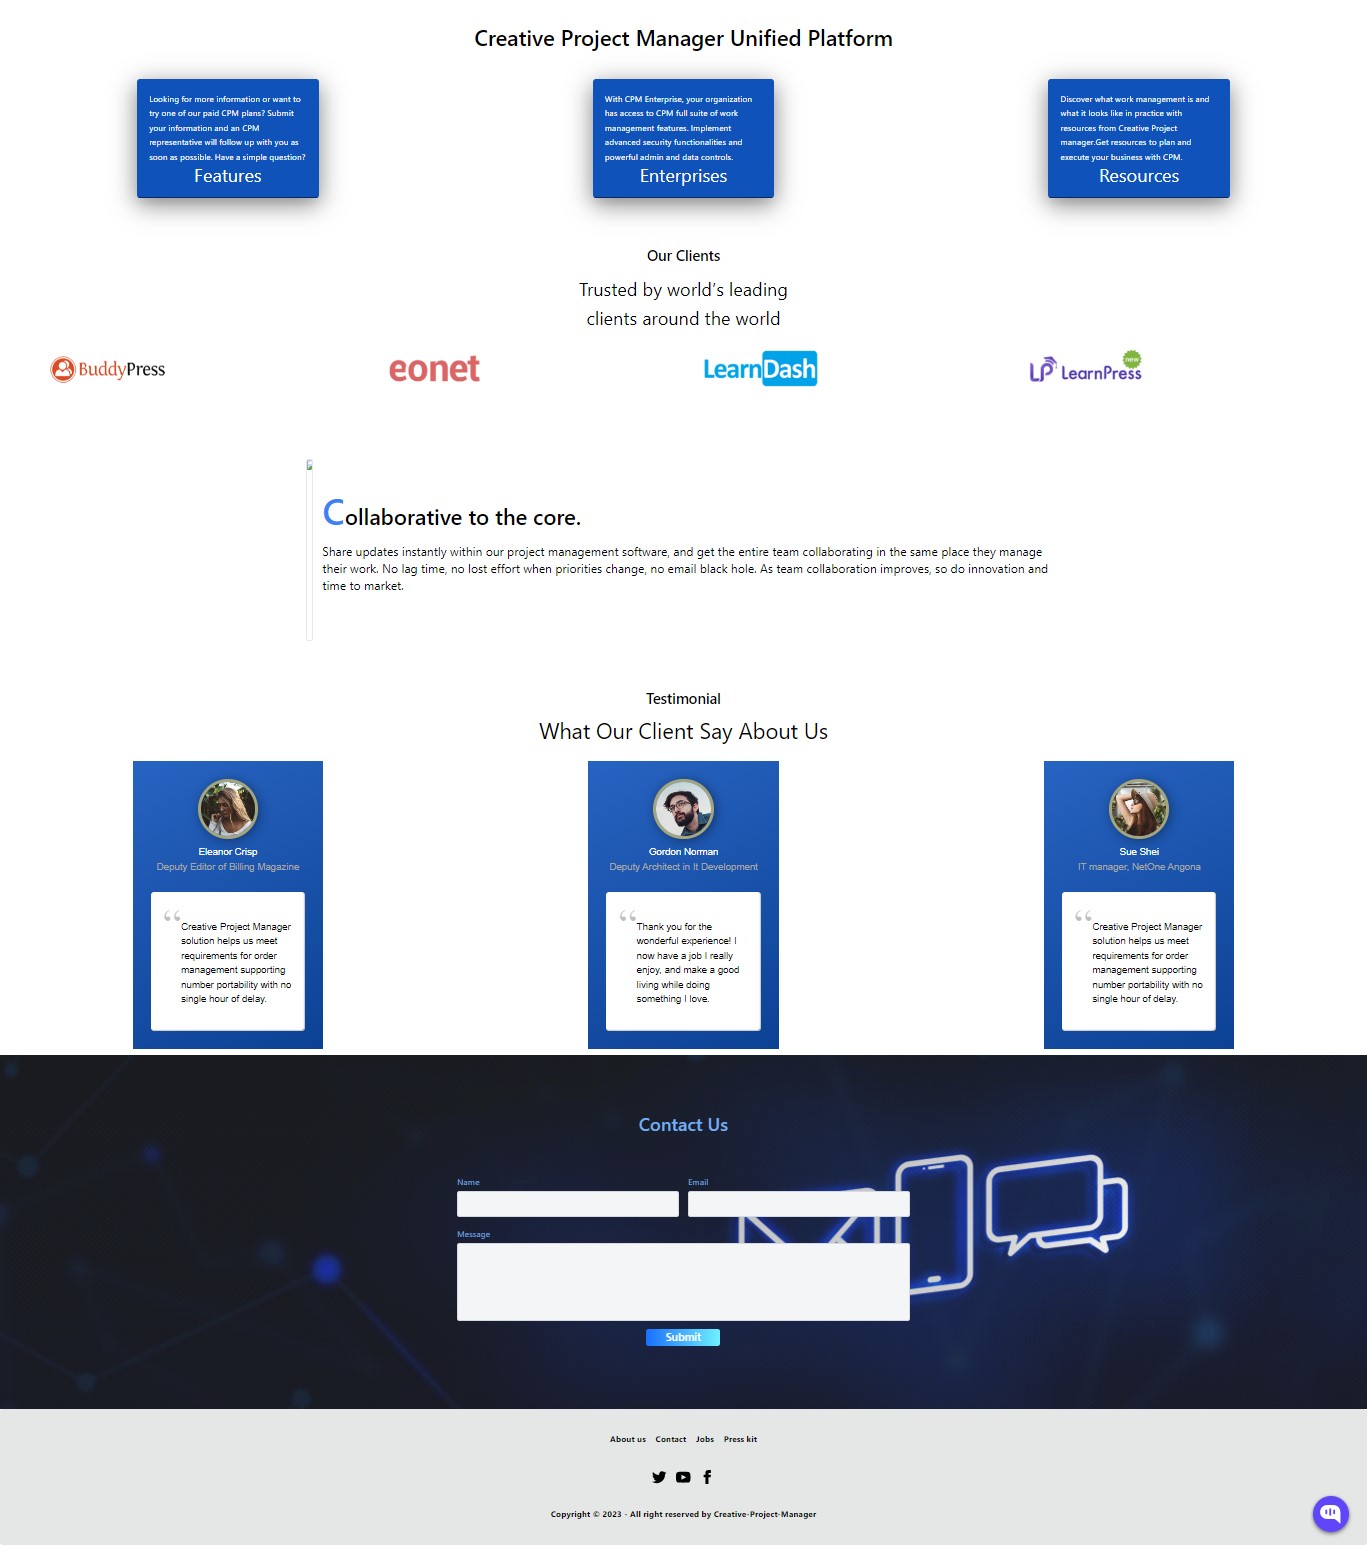 Creative Project Manager Unified Platform
Looking for more information or want to
try one of our paid CPM plans? Submit
your information and an CPM
representative will follow up with you as
soon as possible. Have a simple question?
Features
With CPM Enterprise, your organization
has access to CPM full suite of work
management features. Implement
advanced security functionalities and
powerful admin and data controls.
Enterprises
Discover what work management is and
what it looks like in practice with
resources from Creative Project
manager.Get resources to plan and
execute your business with CPM.
Resources
Our Clients
Trusted by world’s leading
clients around the world
BuddyPress
eonet
LearnDash
LearnPress
new
Collaborative to the core.
Share updates instantly within our project management software, and get the entire team collaborating in the same place they manage
their work. No lag time, no lost effort when priorities change, no email black hole. As team collaboration improves, so do innovation and
time to market.
Testimonial
What Our Client Say About Us
Eleanor Crisp
Deputy Editor of Billing Magazine
“
Creative Project Manager
solution helps us meet
requirements for order
management supporting
number portability with no
single hour of delay.
Gordon Norman
Deputy Architect in It Development
“
Thank you for the
wonderful experience! I
now have a job I really
enjoy, and make a good
living while doing
something I love.
Sue Shei
IT manager, NetOne Angona
“
Creative Project Manager
solution helps us meet
requirements for order
management supporting
number portability with no
single hour of delay.
Contact Us
Name
Email
Message
Submit
About us Contact Jobs Press kit
Copyright © 2023 - All right reserved by Creative-Project-Manager